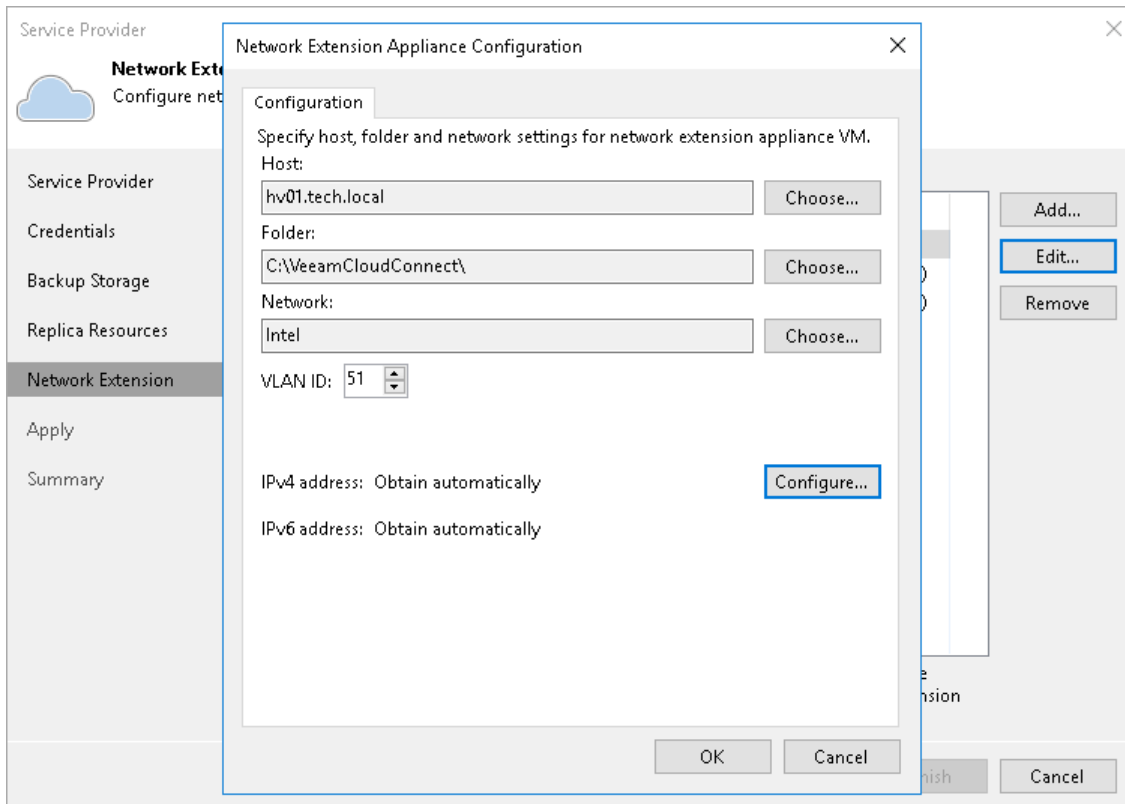 Service Provider
Network Ext
Configure net
Service Provider
Credentials
Backup Storage
Replica Resources
Network Extension
Apply
Summary
Network Extension Appliance Configuration
Configuration
Specify host, folder and network settings for network extension appliance VM.
Host:
hv01.tech.local
Choose...
Folder:
C:\VeeamCloudConnect\
Choose...
Network:
Intel
Choose...
VLAN ID: 51
IPv4 address: Obtain automatically
Configure...
IPv6 address: Obtain automatically
OK
Cancel
Add...
Edit...
Remove
)
)
e
nsion
nish
Cancel